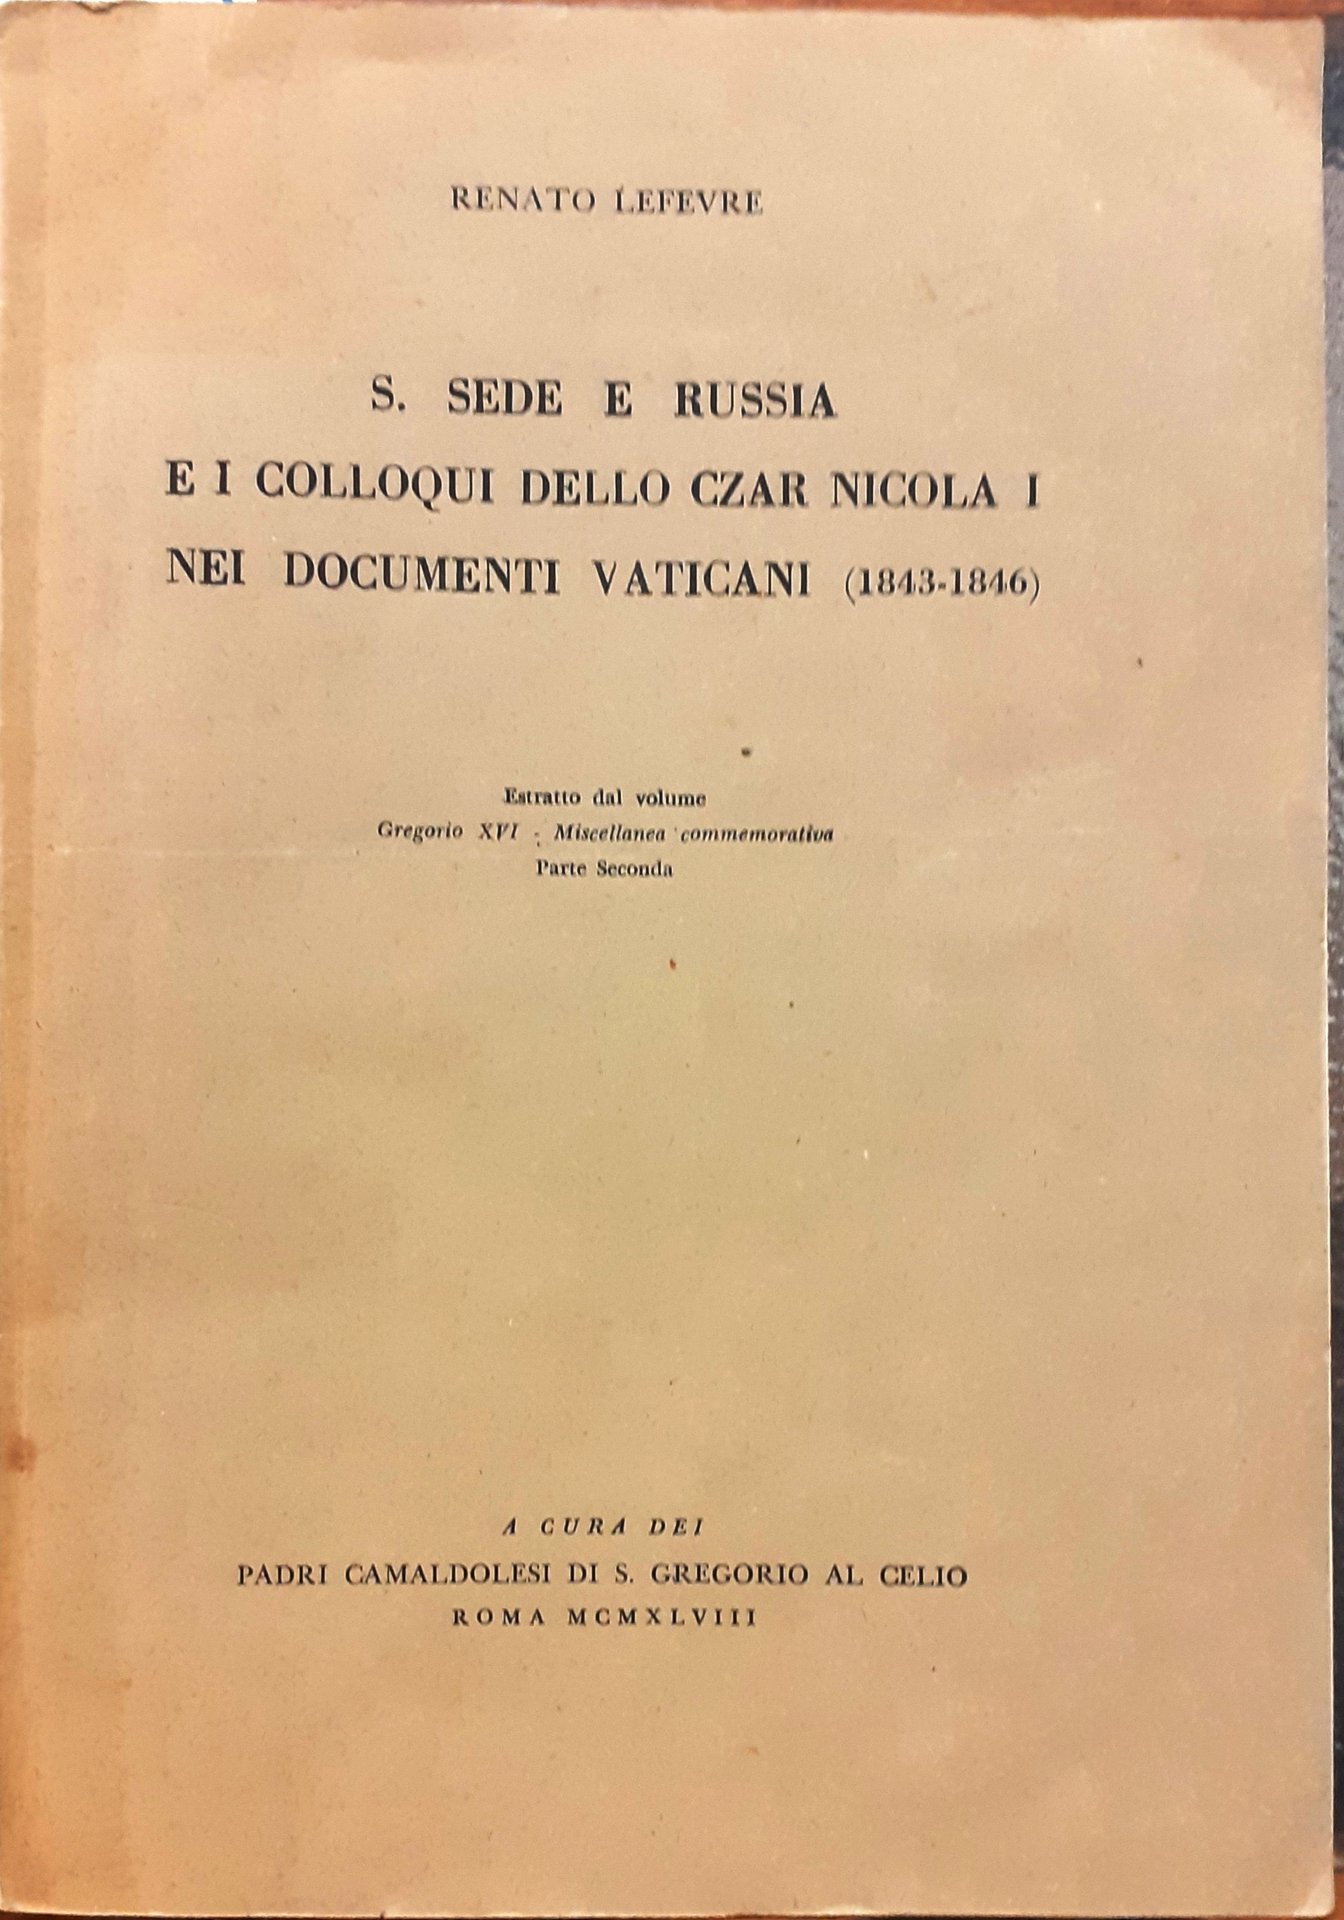 RENATO LEFEVRE
S. SEDE E RUSSIA
E I COLLOQUI DELLO CZAR NICOLA I
NEI DOCUMENTI VATICANI (1843-1846)
Estratto dal volume
Gregorio XVI - Miscellanea commemorativa
Parte Seconda
A CURA DEI
PADRI CAMALDOLESI DI S. GREGORIO AL CELIO
ROMA MCMXLVIII